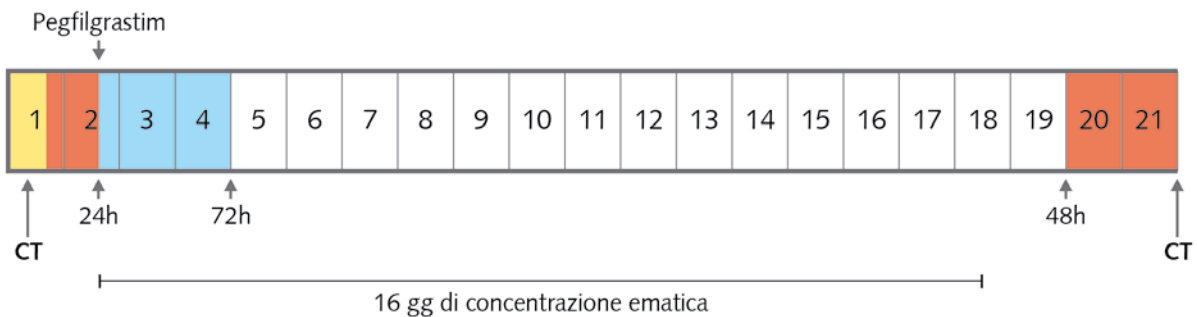 Pegfilgrastim
1 2 3 4 5 6 7 8 9 10 11 12 13 14 15 16 17 18 19 20 21
24h 72h 48h
CT CT
16 gg di concentrazione ematica